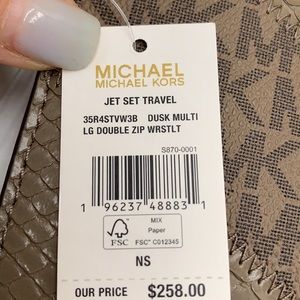 MICHAEL
MICHAEL KORS
JET SET TRAVEL
35R4STVW3B DUSK MULTI
LG DOUBLE ZIP WRSTLT
S870-0001
1 96237 48883 1
FSC
MIX
Paper
FSC™ C012345
NS
OUR PRICE $258.00